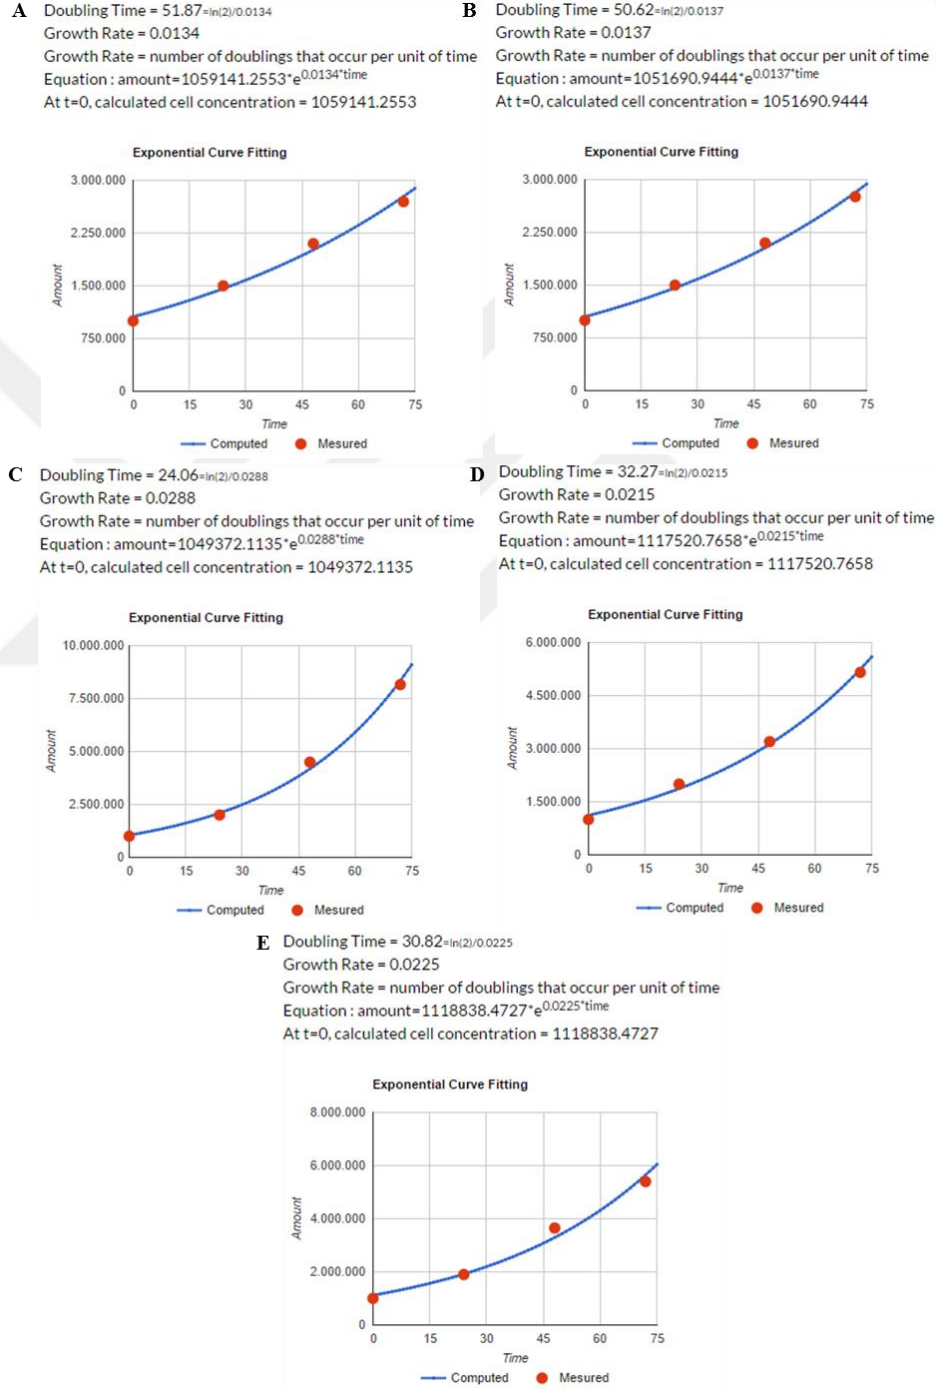 A
Doubling Time = 51.87=ln(2)/0.0134
Growth Rate = 0.0134
Growth Rate = number of doublings that occur per unit of time
Equation : amount=1059141.2553*e0.0134*time
At t=0, calculated cell concentration = 1059141.2553
Exponential Curve Fitting
3.000.000
2.250.000
1.500.000
750.000
0
Amount
0 15 30 45 60 75
Time
Computed Mesured
B
Doubling Time = 50.62=ln(2)/0.0137
Growth Rate = 0.0137
Growth Rate = number of doublings that occur per unit of time
Equation : amount=1051690.9444*e0.0137*time
At t=0, calculated cell concentration = 1051690.9444
Exponential Curve Fitting
3.000.000
2.250.000
1.500.000
750.000
0
Amount
0 15 30 45 60 75
Time
Computed Mesured
C
Doubling Time = 24.06=ln(2)/0.0288
Growth Rate = 0.0288
Growth Rate = number of doublings that occur per unit of time
Equation : amount=1049372.1135*e0.0288*time
At t=0, calculated cell concentration = 1049372.1135
Exponential Curve Fitting
10.000.000
7.500.000
5.000.000
2.500.000
0
Amount
0 15 30 45 60 75
Time
Computed Mesured
D
Doubling Time = 32.27=ln(2)/0.0215
Growth Rate = 0.0215
Growth Rate = number of doublings that occur per unit of time
Equation : amount=1117520.7658*e0.0215*time
At t=0, calculated cell concentration = 1117520.7658
Exponential Curve Fitting
6.000.000
4.500.000
3.000.000
1.500.000
0
Amount
0 15 30 45 60 75
Time
Computed Mesured
E
Doubling Time = 30.82=ln(2)/0.0225
Growth Rate = 0.0225
Growth Rate = number of doublings that occur per unit of time
Equation : amount=1118838.4727*e0.0225*time
At t=0, calculated cell concentration = 1118838.4727
Exponential Curve Fitting
8.000.000
6.000.000
4.000.000
2.000.000
0
Amount
0 15 30 45 60 75
Time
Computed Mesured